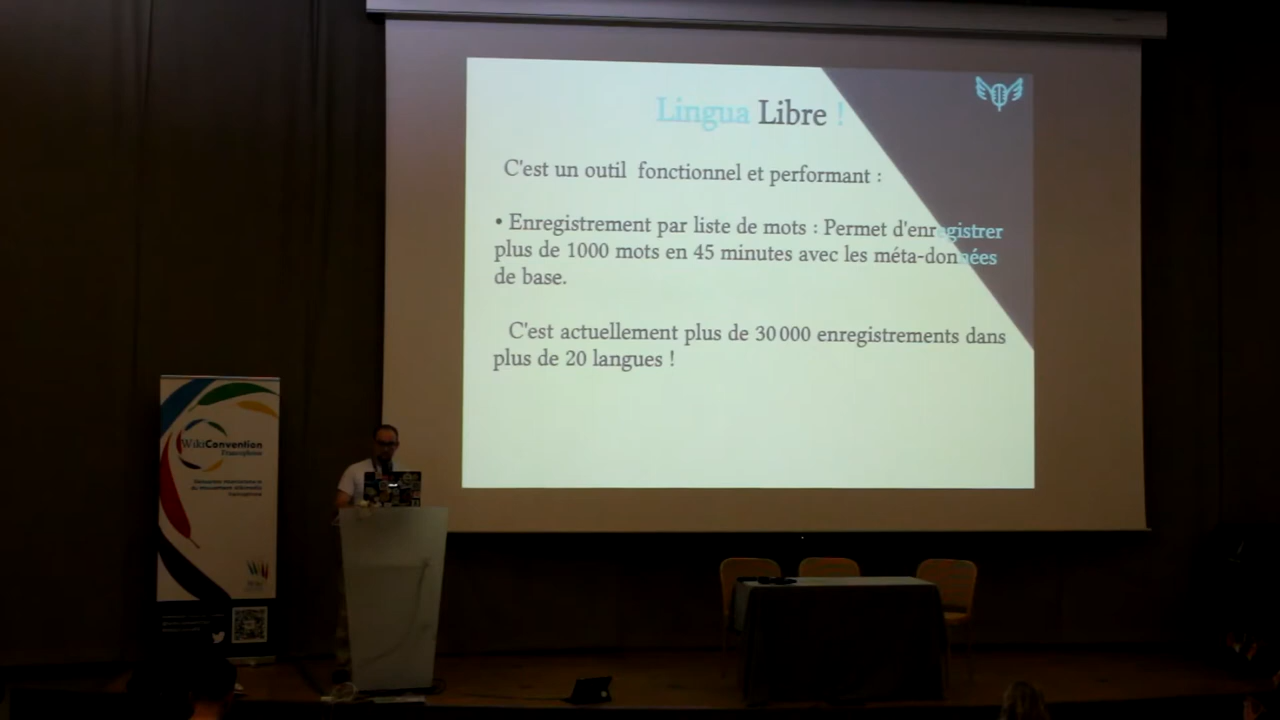 Lingua Libre !
C'est un outil fonctionnel et performant :
• Enregistrement par liste de mots : Permet d'enregistrer
plus de 1000 mots en 45 minutes avec les méta-données
de base.
C'est actuellement plus de 30 000 enregistrements dans
plus de 20 langues !
WikiConvention
Francophone